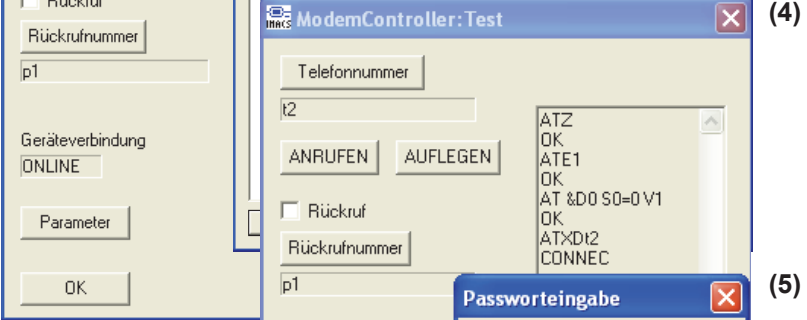 Rückruf
Rückrufnummer
p1
Geräteverbindung
ONLINE
Parameter
OK
IMACS ModemController:Test
Telefonnummer
t2
ANRUFEN AUFLEGEN
Rückruf
Rückrufnummer
p1
ATZ
OK
ATE1
OK
AT &D0 S0=0 V1
OK
ATXDt2
CONNEC
Passworteingabe
(4)
(5)